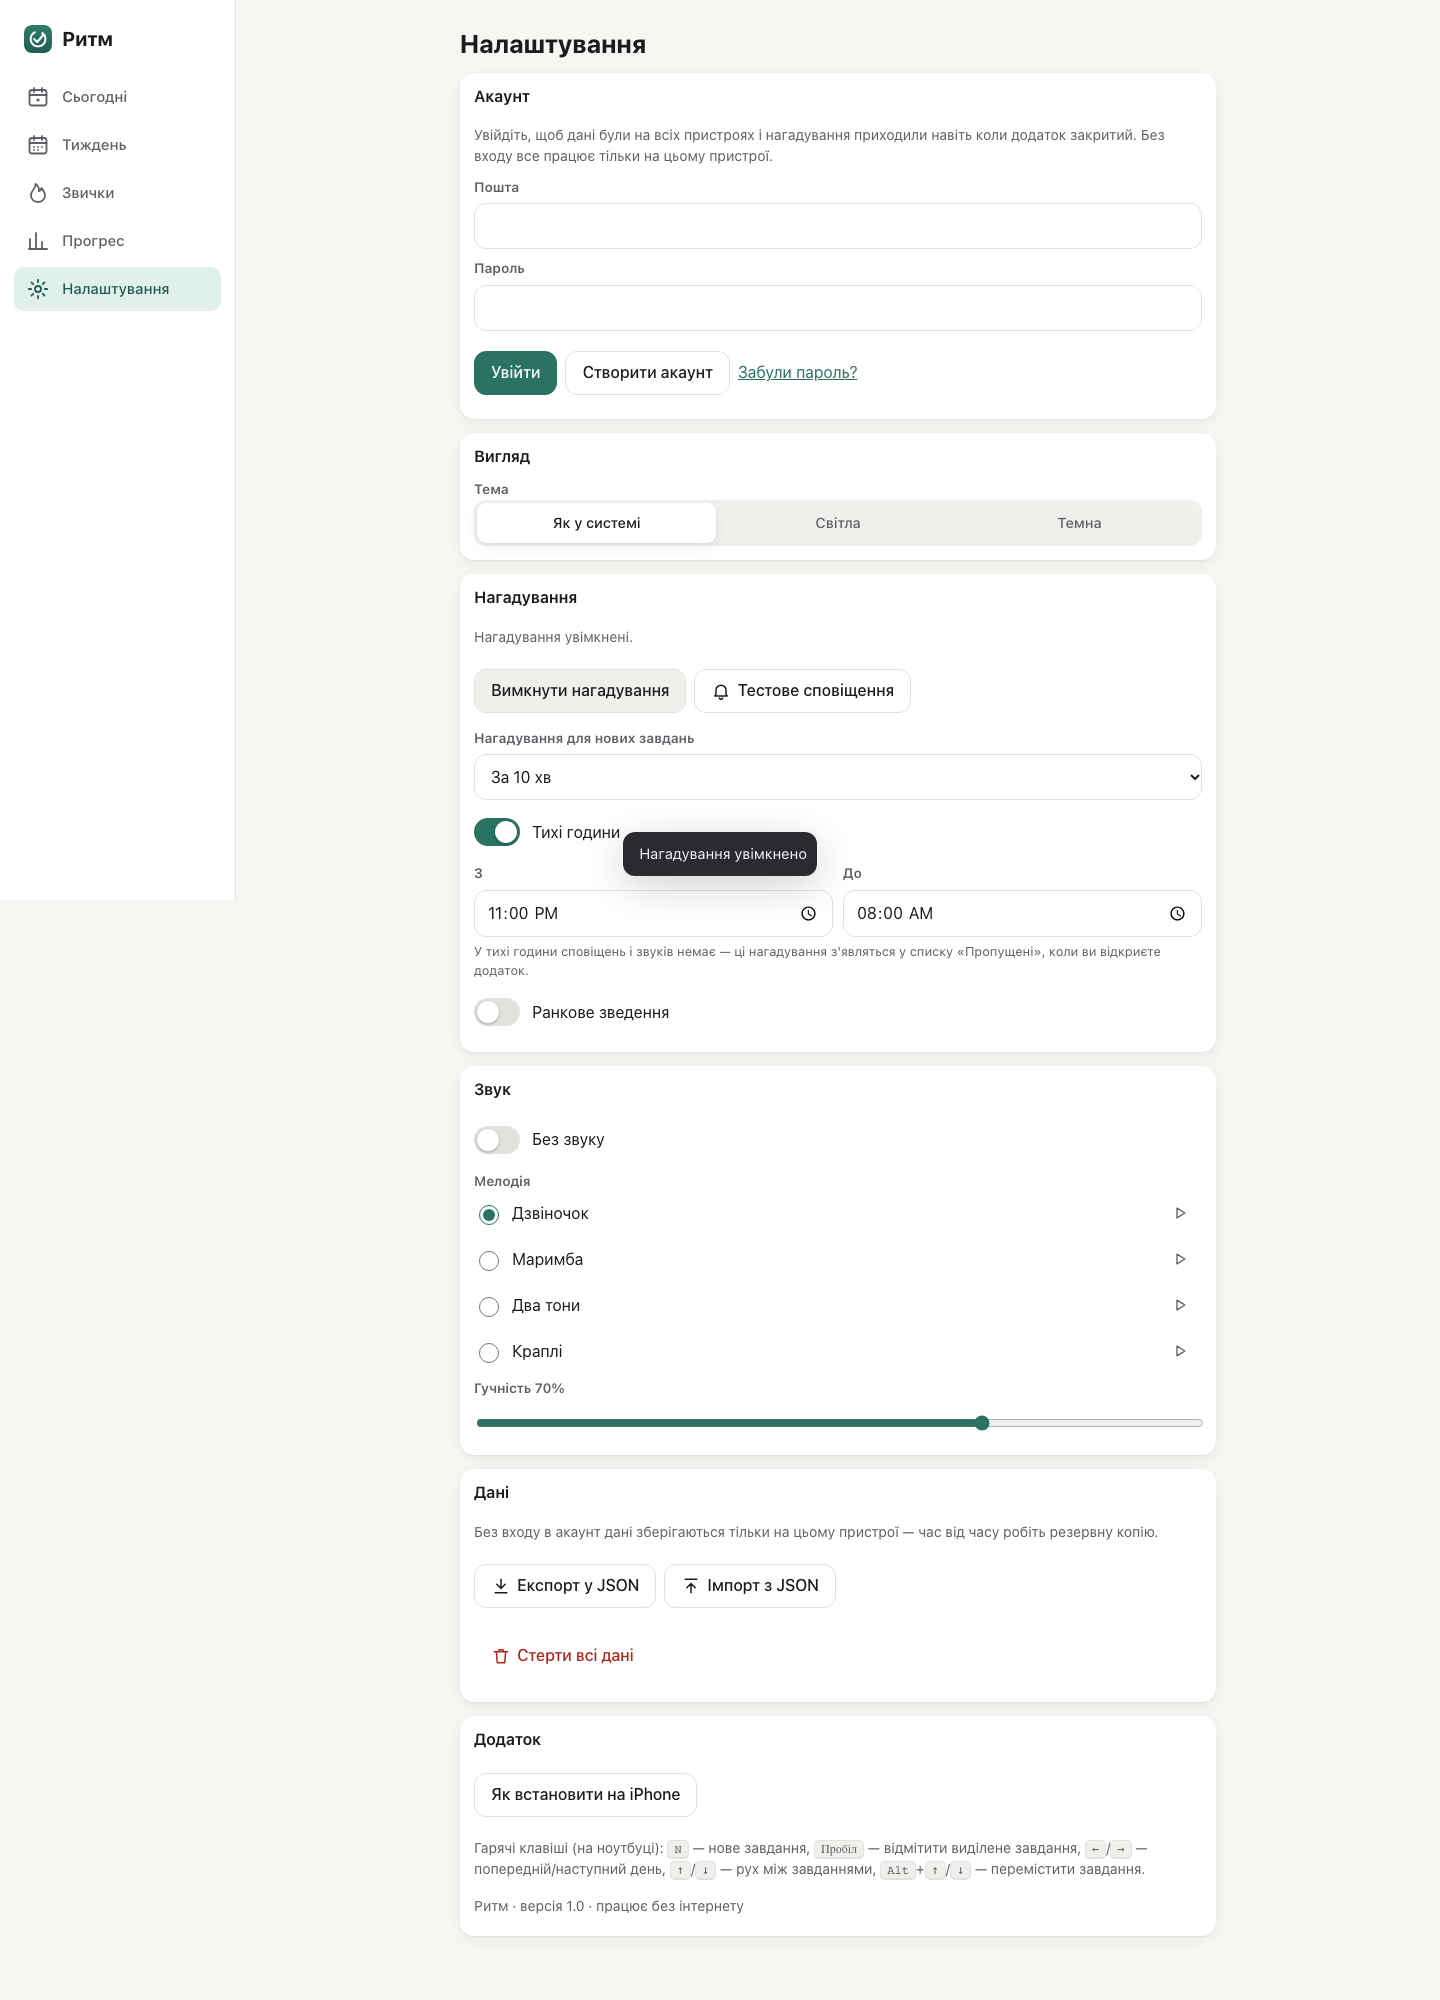 Ритм
Сьогодні
Тиждень
Звички
Прогрес
Налаштування
Налаштування
Акаунт
Увійдіть, щоб дані були на всіх пристроях і нагадування приходили навіть коли додаток закритий. Без
входу все працює тільки на цьому пристрої.
Пошта
Пароль
Увійти
Створити акаунт
Забули пароль?
Вигляд
Тема
Як у системі
Світла
Темна
Нагадування
Нагадування увімкнені.
Вимкнути нагадування
Тестове сповіщення
Нагадування для нових завдань
За 10 хв
Тихі години
Нагадування увімкнено
З
До
11:00 PM
08:00 AM
У тихі години сповіщень і звуків немає — ці нагадування з'являться у списку «Пропущені», коли ви відкриєте
додаток.
Ранкове зведення
Звук
Без звуку
Мелодія
Дзвіночок
Маримба
Два тони
Краплі
Гучність 70%
Дані
Без входу в акаунт дані зберігаються тільки на цьому пристрої — час від часу робіть резервну копію.
Експорт у JSON
Імпорт з JSON
Стерти всі дані
Додаток
Як встановити на iPhone
Гарячі клавіші (на ноутбуці): N — нове завдання, Пробіл — відмітити виділене завдання, ←/→ —
попередній/наступний день, ↑/↓ — рух між завданнями, Alt+↑/↓ — перемістити завдання.
Ритм · версія 1.0 · працює без інтернету